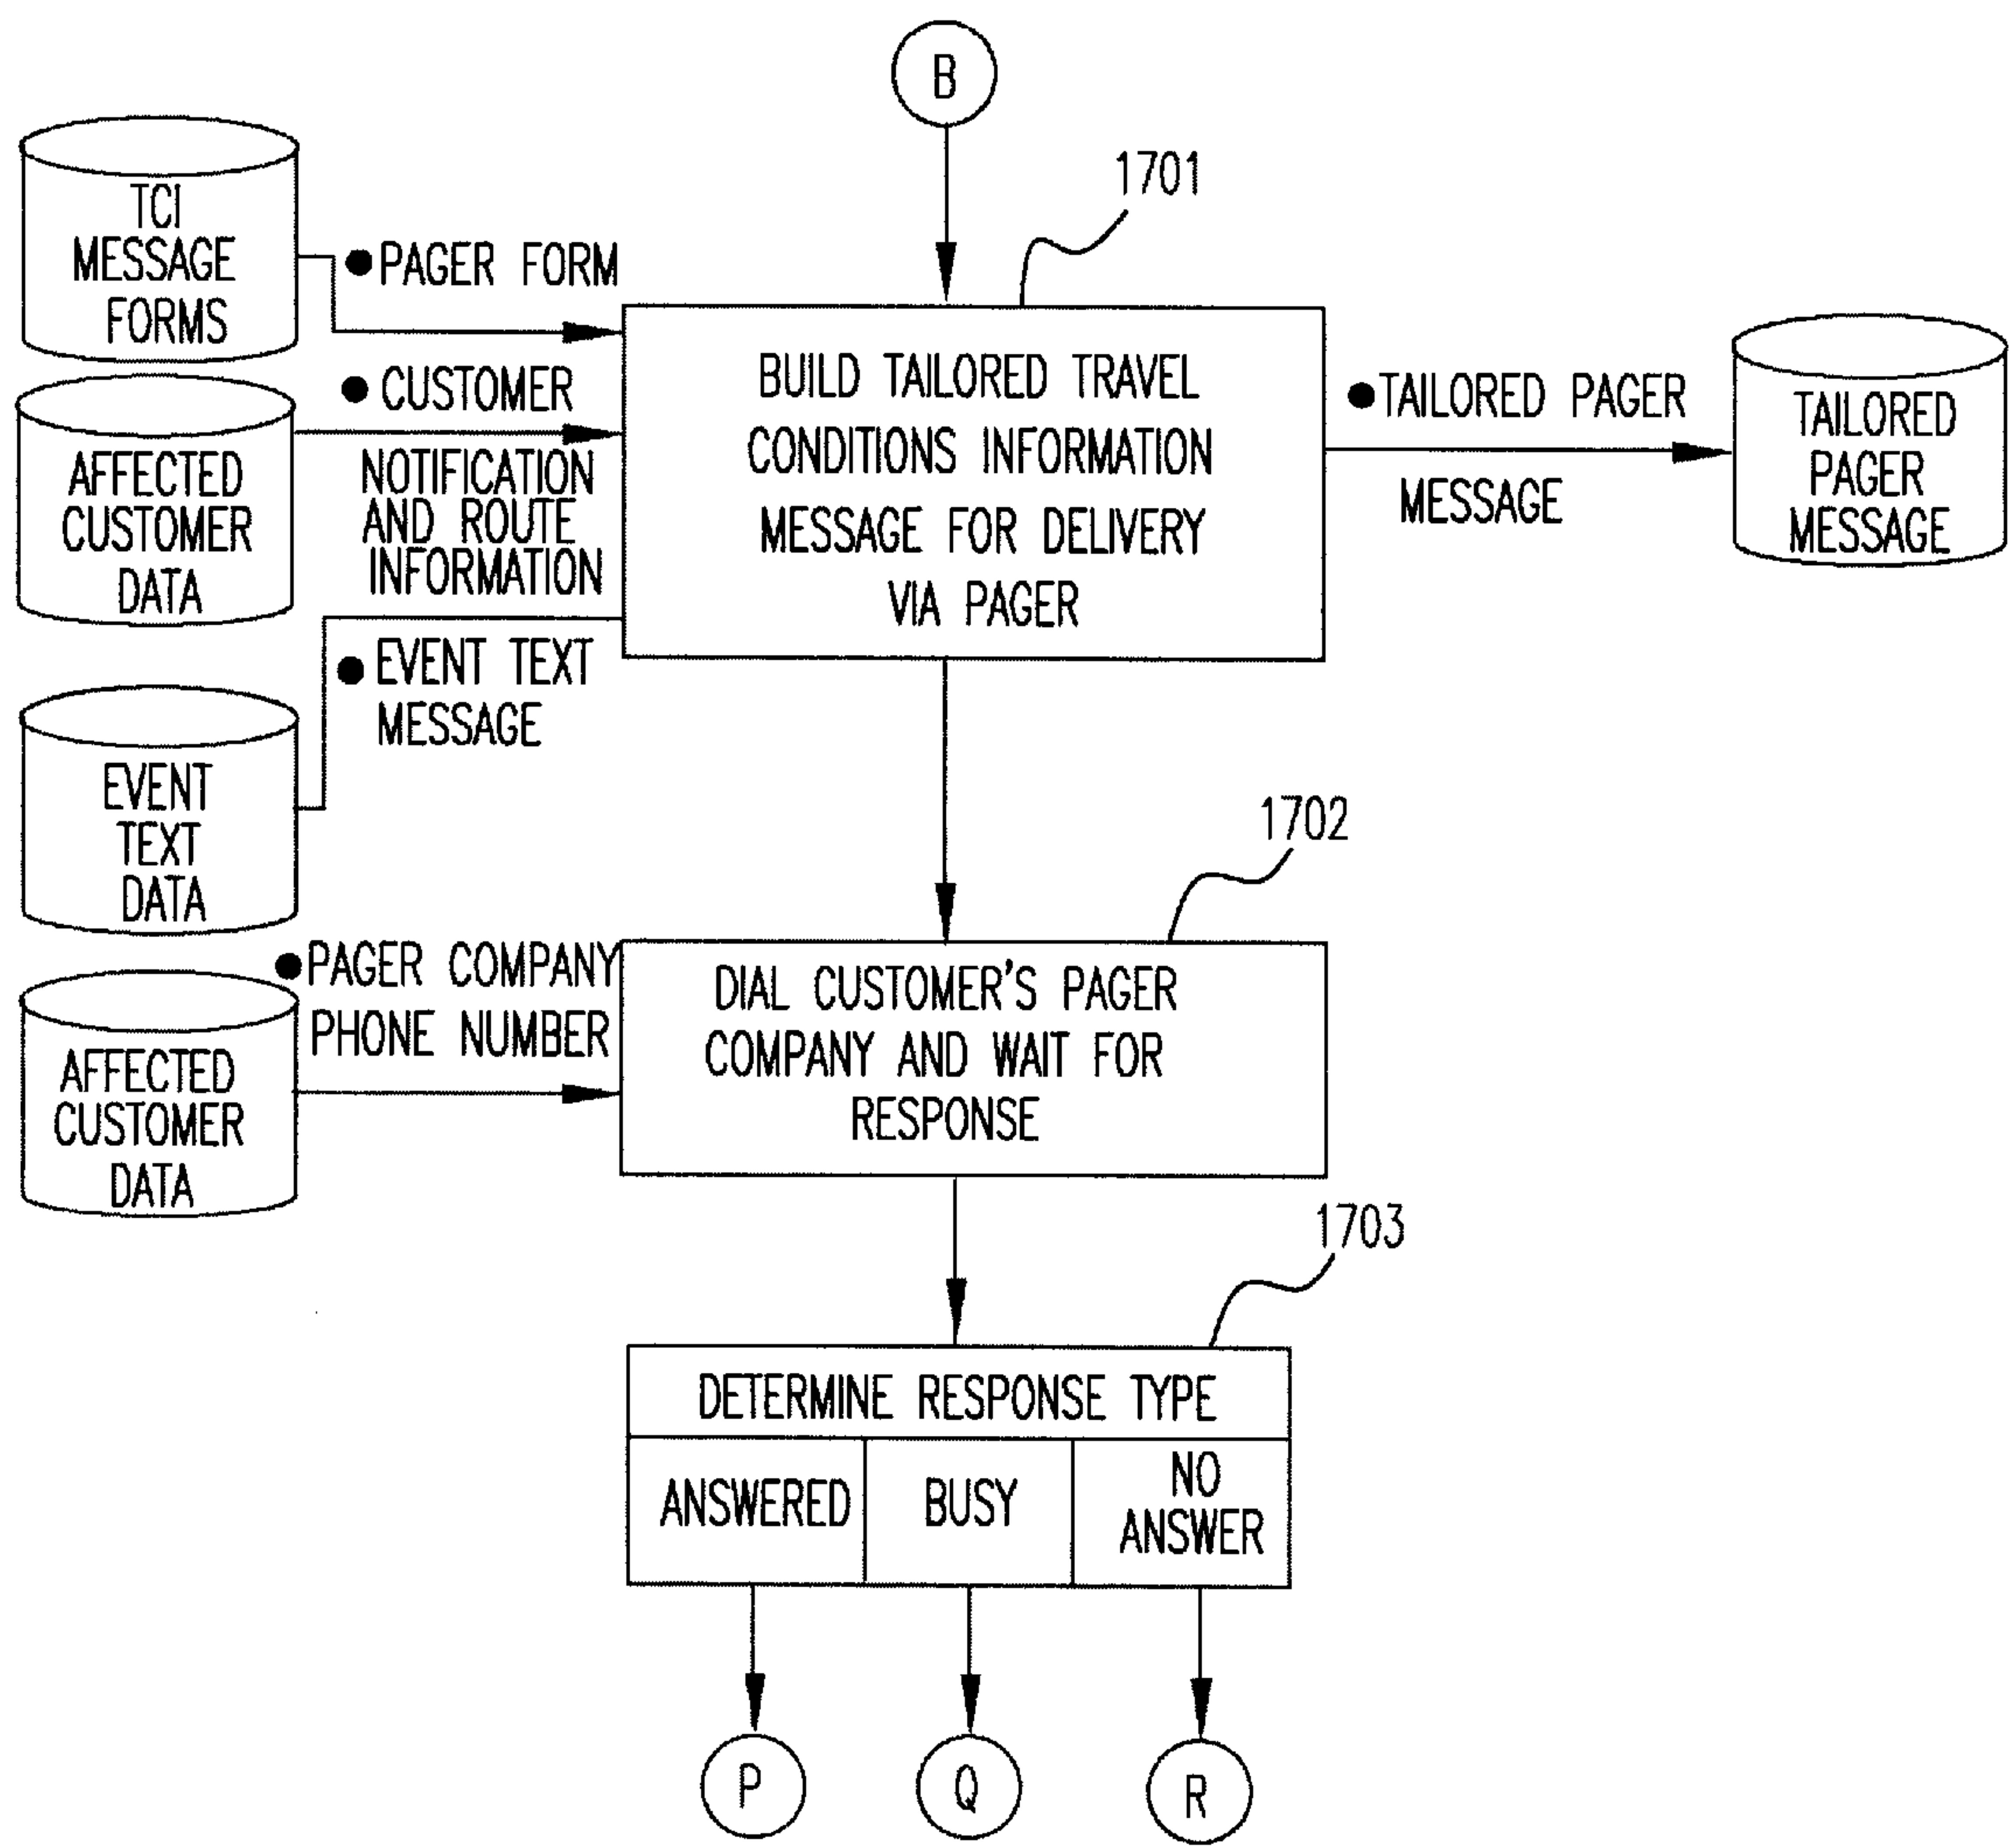 B
1701
TCI
MESSAGE
FORMS
● PAGER FORM
AFFECTED
CUSTOMER
DATA
● CUSTOMER
NOTIFICATION
AND ROUTE
INFORMATION
BUILD TAILORED TRAVEL
CONDITIONS INFORMATION
MESSAGE FOR DELIVERY
VIA PAGER
● TAILORED PAGER
MESSAGE
TAILORED
PAGER
MESSAGE
● EVENT TEXT
MESSAGE
EVENT
TEXT
DATA
1702
● PAGER COMPANY
PHONE NUMBER
AFFECTED
CUSTOMER
DATA
DIAL CUSTOMER'S PAGER
COMPANY AND WAIT FOR
RESPONSE
1703
DETERMINE RESPONSE TYPE
ANSWERED
BUSY
NO
ANSWER
P
Q
R